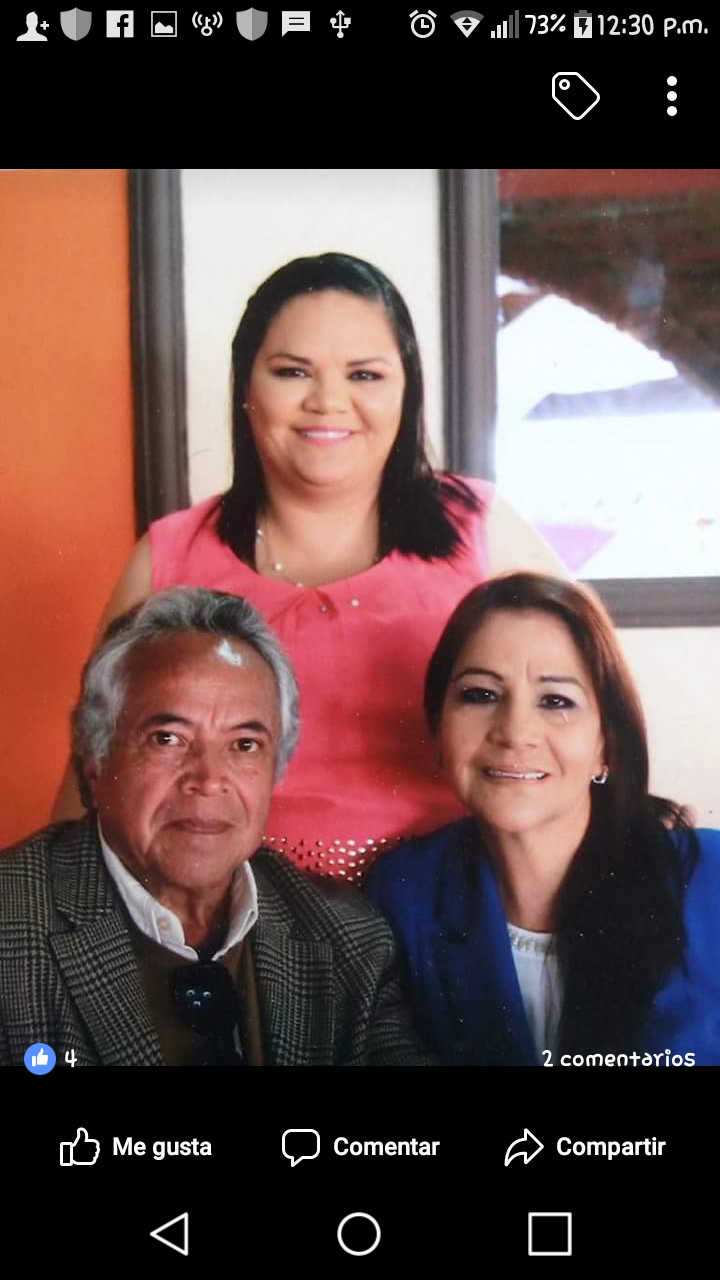 73% 12:30 p.m.
4
2 comentarios
Me gusta Comentar Compartir